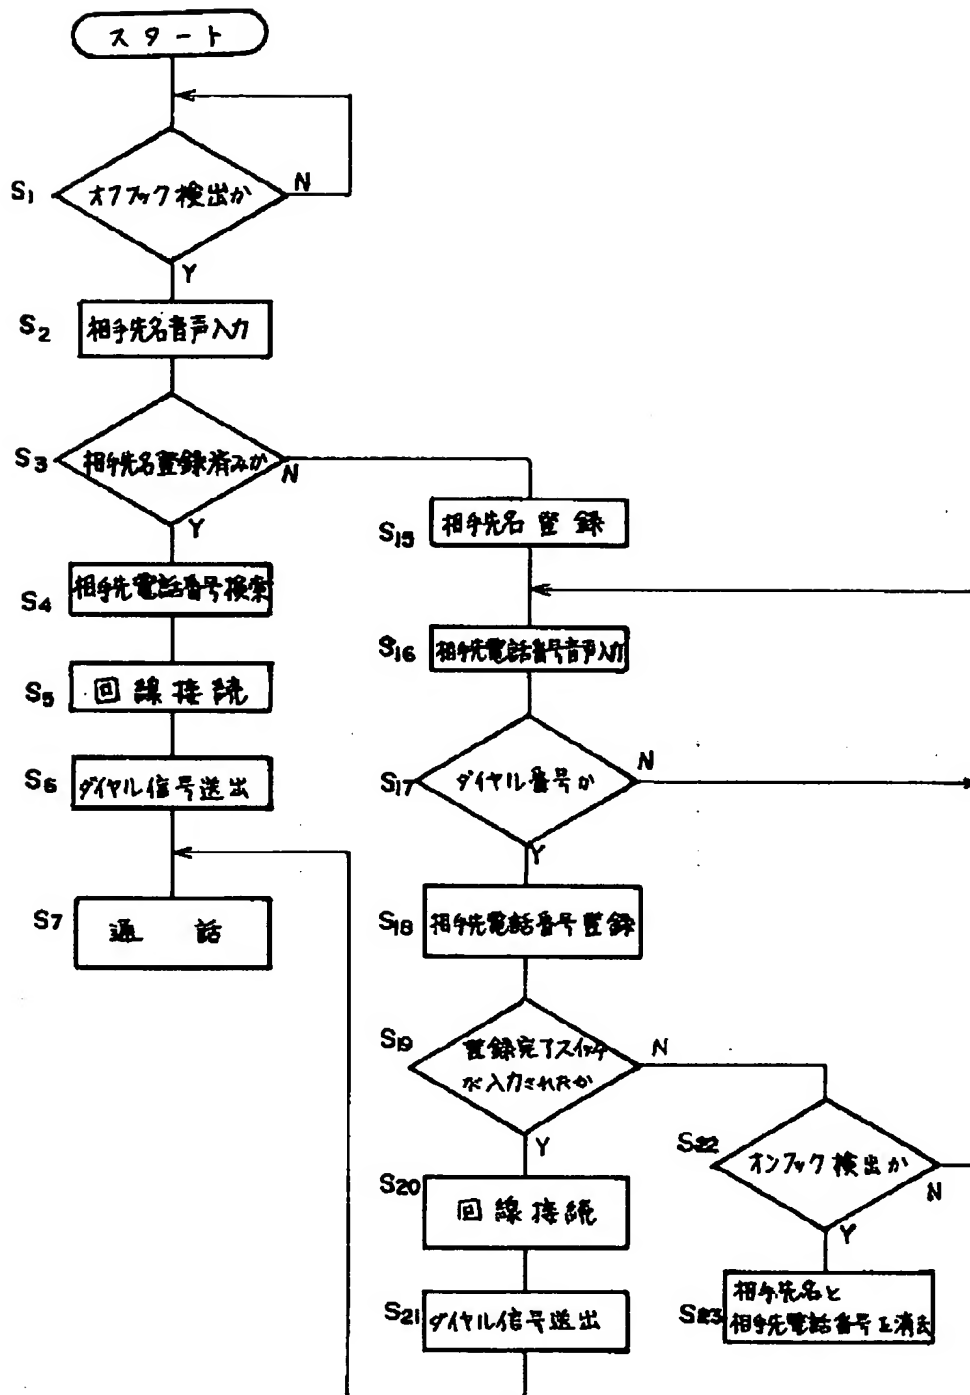 スタート
S1
オフフック検出か
N
Y
S2
相手先名音声入力
S3
相手先名登録済みか
N
Y
S4
相手先電話番号検索
S5
回線接続
S6
ダイヤル信号送出
S7
通話
S15
相手先名登録
S16
相手先電話番号音声入力
S17
ダイヤル番号か
N
Y
S18
相手先電話番号登録
S19
登録完了スイッチ
が入力されたか
N
Y
S20
回線接続
S21
ダイヤル信号送出
S22
オンフック検出か
N
Y
S23
相手先名と
相手先電話番号を消去